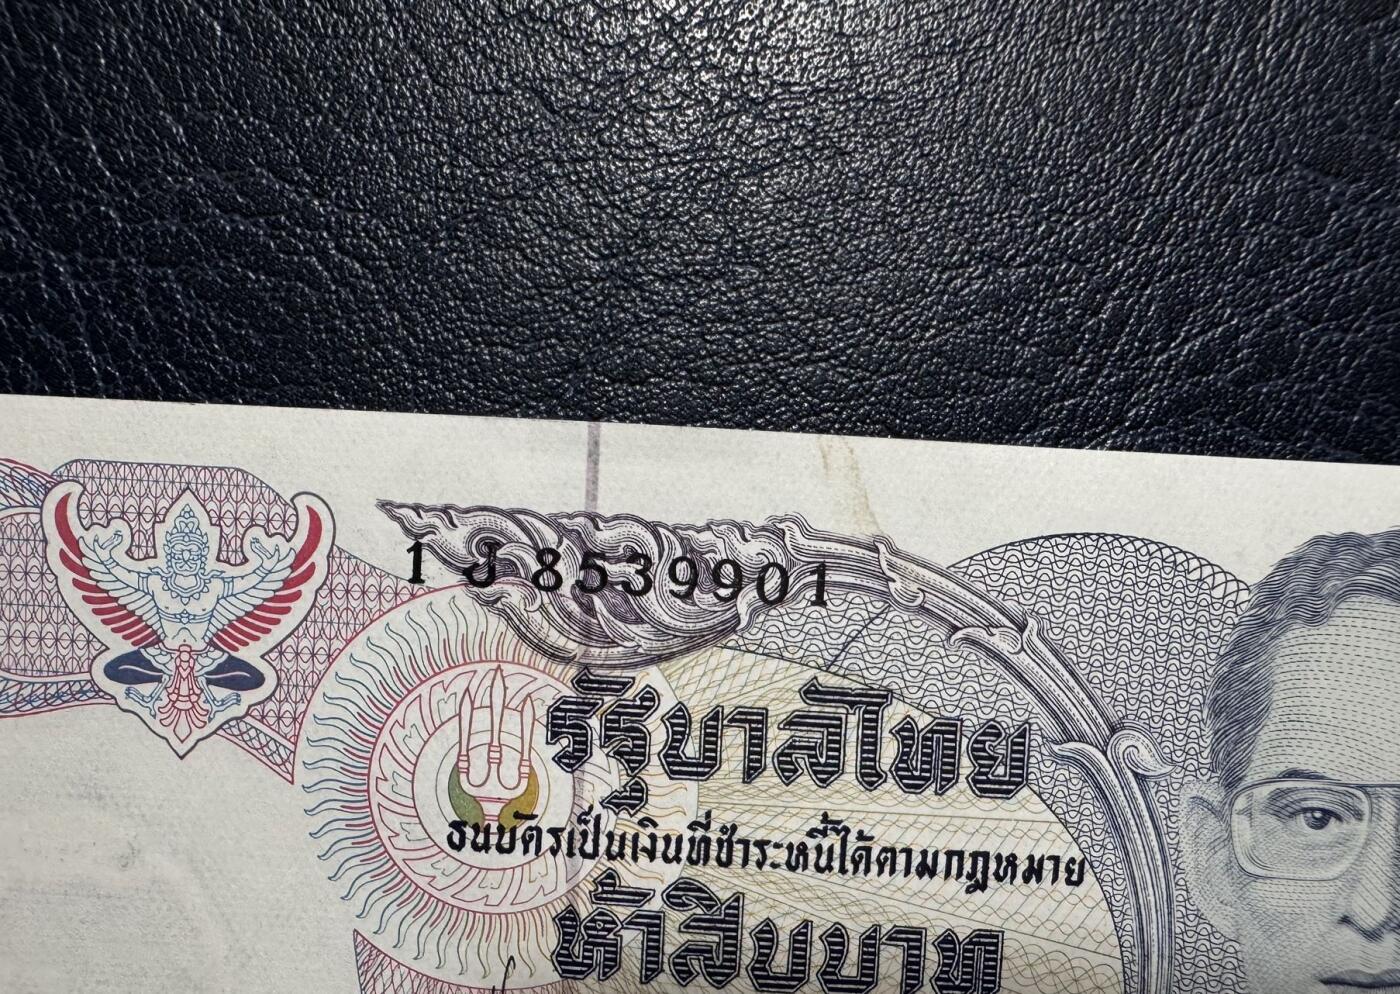 1 J 8539901
รัฐบาลไทย
ธนบัตรเป็นเงินที่ชำระหนี้ได้ตามกฎหมาย
ห้าสิบบาท